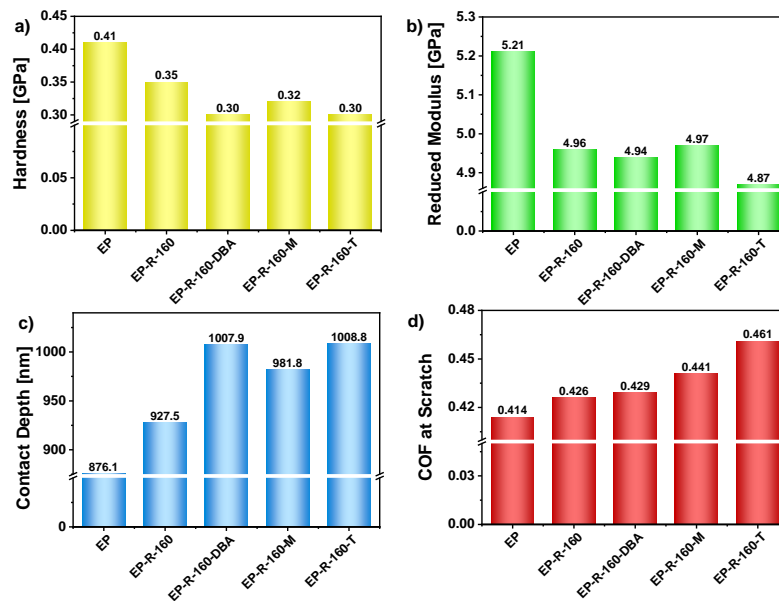 a)
Hardness [GPa]
0.45
0.40
0.35
0.30
0.05
0.00
0.41
0.35
0.30
0.32
0.30
EP
EP-R-160
EP-R-160-DBA
EP-R-160-M
EP-R-160-T
b)
Reduced Modulus [GPa]
5.3
5.2
5.1
5.0
4.9
0.0
5.21
4.96
4.94
4.97
4.87
EP
EP-R-160
EP-R-160-DBA
EP-R-160-M
EP-R-160-T
c)
Contact Depth [nm]
1000
950
900
0
876.1
927.5
1007.9
981.8
1008.8
EP
EP-R-160
EP-R-160-DBA
EP-R-160-M
EP-R-160-T
d)
COF at Scratch
0.48
0.45
0.42
0.03
0.00
0.414
0.426
0.429
0.441
0.461
EP
EP-R-160
EP-R-160-DBA
EP-R-160-M
EP-R-160-T